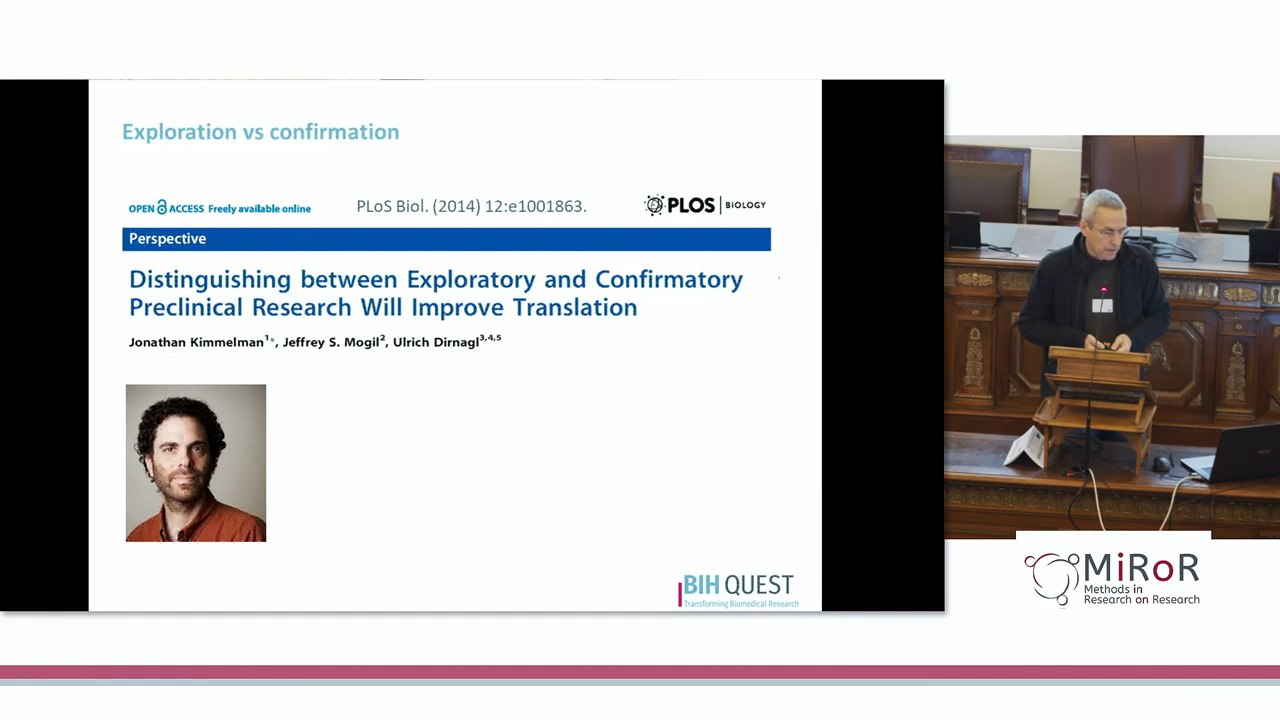 Exploration vs confirmation
OPEN ACCESS Freely available online
PLoS Biol. (2014) 12:e1001863.
PLOS BIOLOGY
Perspective
Distinguishing between Exploratory and Confirmatory
Preclinical Research Will Improve Translation
Jonathan Kimmelman1*, Jeffrey S. Mogil2, Ulrich Dirnagl3,4,5
BIH QUEST
Transforming Biomedical Research
MiRoR
Methods in
Research on Research